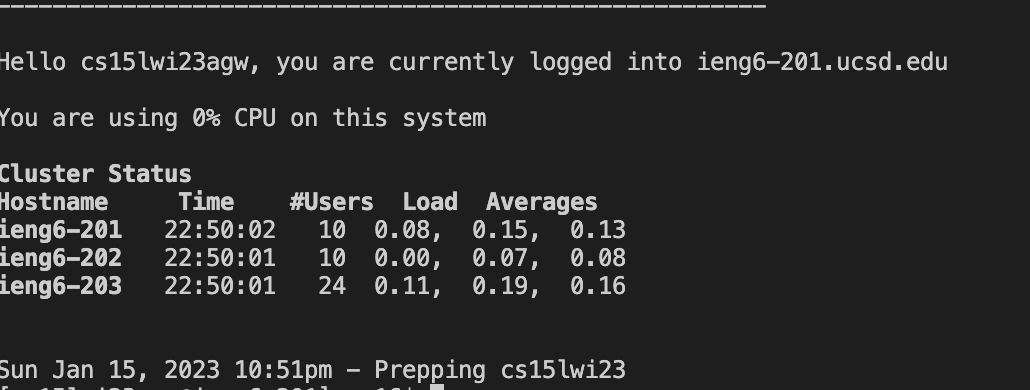 Hello cs15lwi23agw, you are currently logged into ieng6-201.ucsd.edu
You are using 0% CPU on this system
Cluster Status
Hostname Time #Users Load Averages
ieng6-201 22:50:02 10 0.08, 0.15, 0.13
ieng6-202 22:50:01 10 0.00, 0.07, 0.08
ieng6-203 22:50:01 24 0.11, 0.19, 0.16
Sun Jan 15, 2023 10:51pm - Prepping cs15lwi23